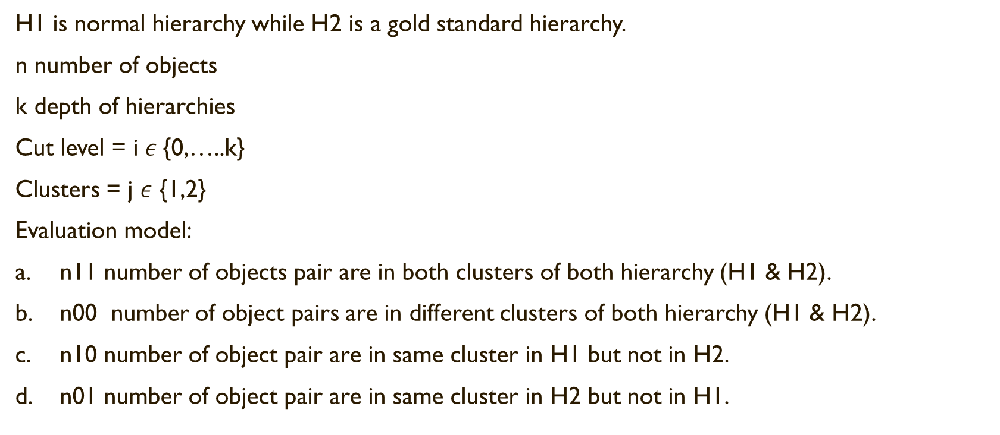 H1 is normal hierarchy while H2 is a gold standard hierarchy.
n number of objects
k depth of hierarchies
Cut level = i ϵ {0,…..k}
Clusters = j ϵ {1,2}
Evaluation model:
a. n11 number of objects pair are in both clusters of both hierarchy (H1 & H2).
b. n00 number of object pairs are in different clusters of both hierarchy (H1 & H2).
c. n10 number of object pair are in same cluster in H1 but not in H2.
d. n01 number of object pair are in same cluster in H2 but not in H1.